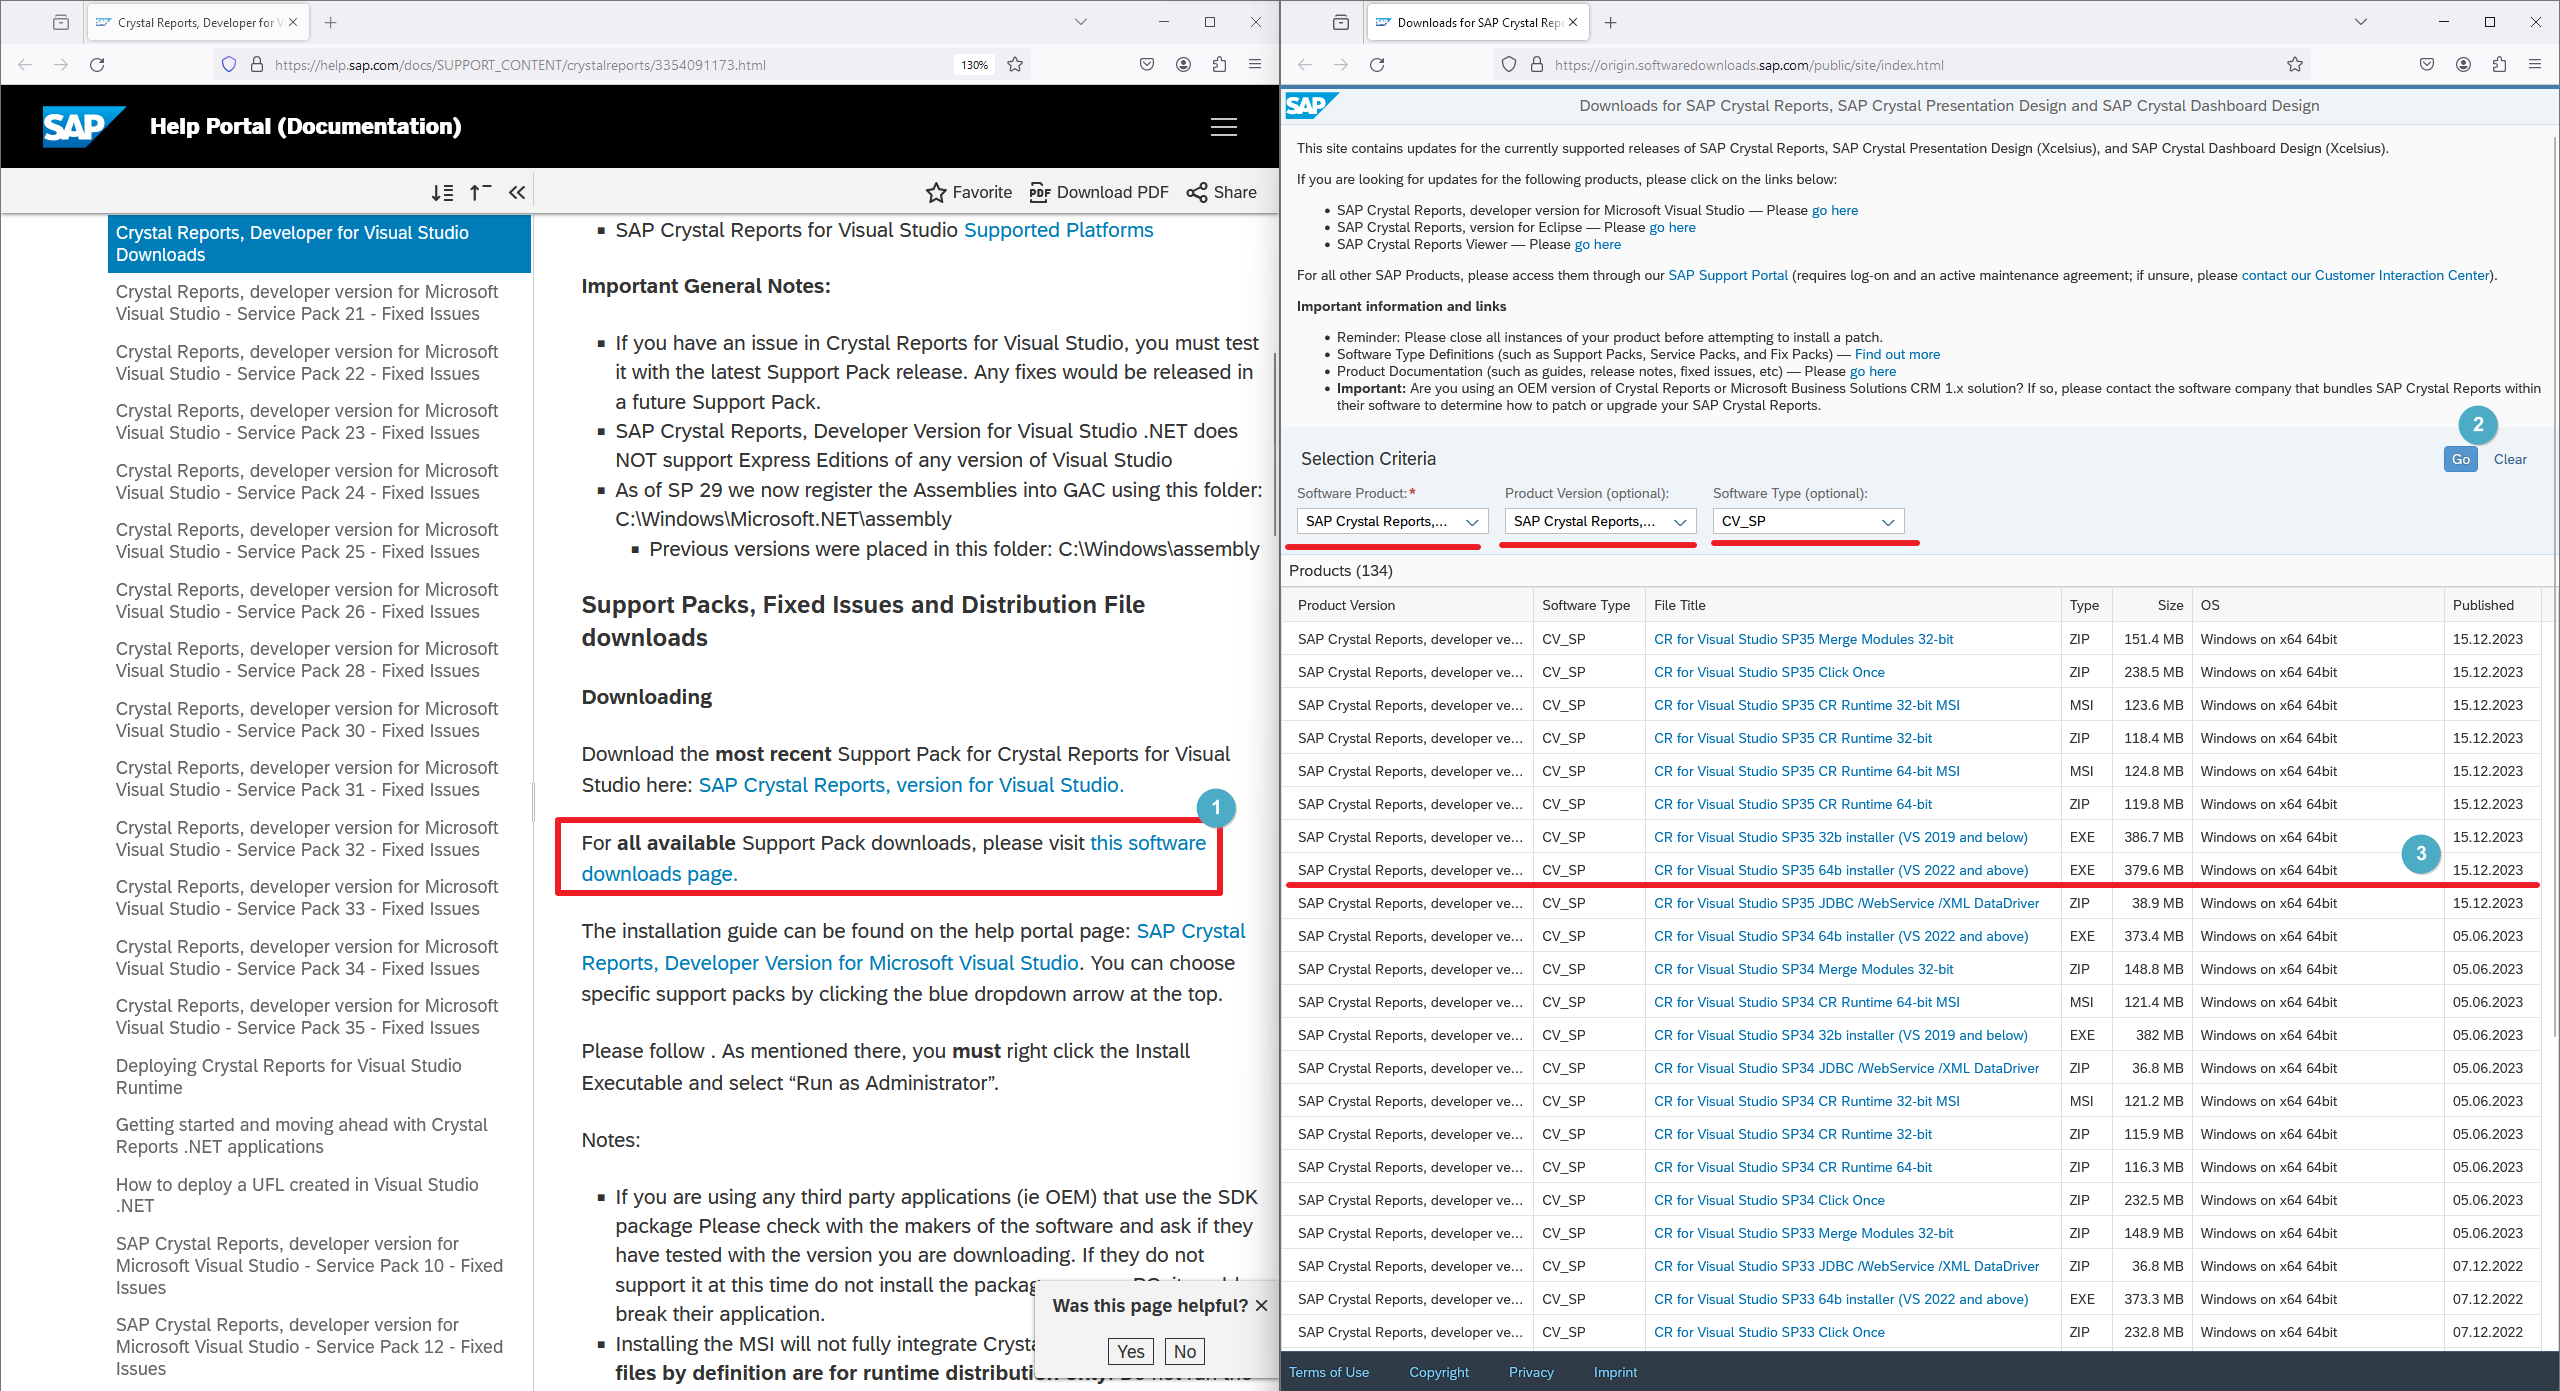 Crystal Reports, Developer for V
https://help.sap.com/docs/SUPPORT_CONTENT/crystalreports/3354091173.html
130%
SAP
Help Portal (Documentation)
Favorite
PDF Download PDF
Share
Crystal Reports, Developer for Visual Studio
Downloads
Crystal Reports, developer version for Microsoft
Visual Studio - Service Pack 21 - Fixed Issues
Crystal Reports, developer version for Microsoft
Visual Studio - Service Pack 22 - Fixed Issues
Crystal Reports, developer version for Microsoft
Visual Studio - Service Pack 23 - Fixed Issues
Crystal Reports, developer version for Microsoft
Visual Studio - Service Pack 24 - Fixed Issues
Crystal Reports, developer version for Microsoft
Visual Studio - Service Pack 25 - Fixed Issues
Crystal Reports, developer version for Microsoft
Visual Studio - Service Pack 26 - Fixed Issues
Crystal Reports, developer version for Microsoft
Visual Studio - Service Pack 28 - Fixed Issues
Crystal Reports, developer version for Microsoft
Visual Studio - Service Pack 30 - Fixed Issues
Crystal Reports, developer version for Microsoft
Visual Studio - Service Pack 31 - Fixed Issues
Crystal Reports, developer version for Microsoft
Visual Studio - Service Pack 32 - Fixed Issues
Crystal Reports, developer version for Microsoft
Visual Studio - Service Pack 33 - Fixed Issues
Crystal Reports, developer version for Microsoft
Visual Studio - Service Pack 34 - Fixed Issues
Crystal Reports, developer version for Microsoft
Visual Studio - Service Pack 35 - Fixed Issues
Deploying Crystal Reports for Visual Studio
Runtime
Getting started and moving ahead with Crystal
Reports .NET applications
How to deploy a UFL created in Visual Studio
.NET
SAP Crystal Reports, developer version for
Microsoft Visual Studio - Service Pack 10 - Fixed
Issues
SAP Crystal Reports, developer version for
Microsoft Visual Studio - Service Pack 12 - Fixed
Issues
SAP Crystal Reports for Visual Studio Supported Platforms
Important General Notes:
If you have an issue in Crystal Reports for Visual Studio, you must test
it with the latest Support Pack release. Any fixes would be released in
a future Support Pack.
SAP Crystal Reports, Developer Version for Visual Studio .NET does
NOT support Express Editions of any version of Visual Studio
As of SP 29 we now register the Assemblies into GAC using this folder:
C:\Windows\Microsoft.NET\assembly
Previous versions were placed in this folder: C:\Windows\assembly
Support Packs, Fixed Issues and Distribution File
downloads
Downloading
Download the most recent Support Pack for Crystal Reports for Visual
Studio here: SAP Crystal Reports, version for Visual Studio.
1
For all available Support Pack downloads, please visit this software
downloads page.
The installation guide can be found on the help portal page: SAP Crystal
Reports, Developer Version for Microsoft Visual Studio. You can choose
specific support packs by clicking the blue dropdown arrow at the top.
Please follow . As mentioned there, you must right click the Install
Executable and select “Run as Administrator”.
Notes:
If you are using any third party applications (ie OEM) that use the SDK
package Please check with the makers of the software and ask if they
have tested with the version you are downloading. If they do not
support it at this time do not install the packag
break their application.
Installing the MSI will not fully integrate Cryst
files by definition are for runtime distributi
Was this page helpful?
Yes No
Downloads for SAP Crystal Rep
https://origin.softwaredownloads.sap.com/public/site/index.html
SAP
Downloads for SAP Crystal Reports, SAP Crystal Presentation Design and SAP Crystal Dashboard Design
This site contains updates for the currently supported releases of SAP Crystal Reports, SAP Crystal Presentation Design (Xcelsius), and SAP Crystal Dashboard Design (Xcelsius).
If you are looking for updates for the following products, please click on the links below:
SAP Crystal Reports, developer version for Microsoft Visual Studio — Please go here
SAP Crystal Reports, version for Eclipse — Please go here
SAP Crystal Reports Viewer — Please go here
For all other SAP Products, please access them through our SAP Support Portal (requires log-on and an active maintenance agreement; if unsure, please contact our Customer Interaction Center).
Important information and links
Reminder: Please close all instances of your product before attempting to install a patch.
Software Type Definitions (such as Support Packs, Service Packs, and Fix Packs) — Find out more
Product Documentation (such as guides, release notes, fixed issues, etc) — Please go here
Important: Are you using an OEM version of Crystal Reports or Microsoft Business Solutions CRM 1.x solution? If so, please contact the software company that bundles SAP Crystal Reports within
their software to determine how to patch or upgrade your SAP Crystal Reports.
2
Selection Criteria
Go Clear
Software Product:* Product Version (optional): Software Type (optional):
SAP Crystal Reports,... SAP Crystal Reports,... CV_SP
Products (134)
Product Version Software Type File Title Type Size OS Published
SAP Crystal Reports, developer ve... CV_SP CR for Visual Studio SP35 Merge Modules 32-bit ZIP 151.4 MB Windows on x64 64bit 15.12.2023
SAP Crystal Reports, developer ve... CV_SP CR for Visual Studio SP35 Click Once ZIP 238.5 MB Windows on x64 64bit 15.12.2023
SAP Crystal Reports, developer ve... CV_SP CR for Visual Studio SP35 CR Runtime 32-bit MSI MSI 123.6 MB Windows on x64 64bit 15.12.2023
SAP Crystal Reports, developer ve... CV_SP CR for Visual Studio SP35 CR Runtime 32-bit ZIP 118.4 MB Windows on x64 64bit 15.12.2023
SAP Crystal Reports, developer ve... CV_SP CR for Visual Studio SP35 CR Runtime 64-bit MSI MSI 124.8 MB Windows on x64 64bit 15.12.2023
SAP Crystal Reports, developer ve... CV_SP CR for Visual Studio SP35 CR Runtime 64-bit ZIP 119.8 MB Windows on x64 64bit 15.12.2023
SAP Crystal Reports, developer ve... CV_SP CR for Visual Studio SP35 32b installer (VS 2019 and below) EXE 386.7 MB Windows on x64 64bit 15.12.2023
3
SAP Crystal Reports, developer ve... CV_SP CR for Visual Studio SP35 64b installer (VS 2022 and above) EXE 379.6 MB Windows on x64 64bit 15.12.2023
SAP Crystal Reports, developer ve... CV_SP CR for Visual Studio SP35 JDBC /WebService /XML DataDriver ZIP 38.9 MB Windows on x64 64bit 15.12.2023
SAP Crystal Reports, developer ve... CV_SP CR for Visual Studio SP34 64b installer (VS 2022 and above) EXE 373.4 MB Windows on x64 64bit 05.06.2023
SAP Crystal Reports, developer ve... CV_SP CR for Visual Studio SP34 Merge Modules 32-bit ZIP 148.8 MB Windows on x64 64bit 05.06.2023
SAP Crystal Reports, developer ve... CV_SP CR for Visual Studio SP34 CR Runtime 64-bit MSI MSI 121.4 MB Windows on x64 64bit 05.06.2023
SAP Crystal Reports, developer ve... CV_SP CR for Visual Studio SP34 32b installer (VS 2019 and below) EXE 382 MB Windows on x64 64bit 05.06.2023
SAP Crystal Reports, developer ve... CV_SP CR for Visual Studio SP34 JDBC /WebService /XML DataDriver ZIP 36.8 MB Windows on x64 64bit 05.06.2023
SAP Crystal Reports, developer ve... CV_SP CR for Visual Studio SP34 CR Runtime 32-bit MSI MSI 121.2 MB Windows on x64 64bit 05.06.2023
SAP Crystal Reports, developer ve... CV_SP CR for Visual Studio SP34 CR Runtime 32-bit ZIP 115.9 MB Windows on x64 64bit 05.06.2023
SAP Crystal Reports, developer ve... CV_SP CR for Visual Studio SP34 CR Runtime 64-bit ZIP 116.3 MB Windows on x64 64bit 05.06.2023
SAP Crystal Reports, developer ve... CV_SP CR for Visual Studio SP34 Click Once ZIP 232.5 MB Windows on x64 64bit 05.06.2023
SAP Crystal Reports, developer ve... CV_SP CR for Visual Studio SP33 Merge Modules 32-bit ZIP 148.9 MB Windows on x64 64bit 05.06.2023
SAP Crystal Reports, developer ve... CV_SP CR for Visual Studio SP33 JDBC /WebService /XML DataDriver ZIP 36.8 MB Windows on x64 64bit 07.12.2022
SAP Crystal Reports, developer ve... CV_SP CR for Visual Studio SP33 64b installer (VS 2022 and above) EXE 373.3 MB Windows on x64 64bit 07.12.2022
SAP Crystal Reports, developer ve... CV_SP CR for Visual Studio SP33 Click Once ZIP 232.8 MB Windows on x64 64bit 07.12.2022
Terms of Use Copyright Privacy Imprint